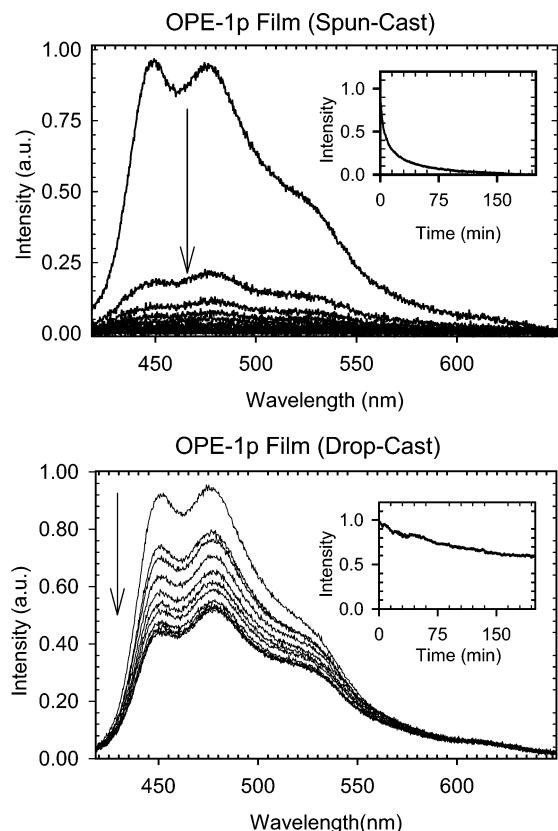 OPE-1p Film (Spun-Cast)
1.00
0.75
0.50
0.25
0.00
Intensity (a.u.)
450 500 550 600
Wavelength (nm)
1.0
0.5
0.0
Intensity
0 75 150
Time (min)
OPE-1p Film (Drop-Cast)
1.00
0.80
0.60
0.40
0.20
0.00
Intensity (a.u.)
450 500 550 600
Wavelength(nm)
1.0
0.5
0.0
Intensity
0 75 150
Time (min)